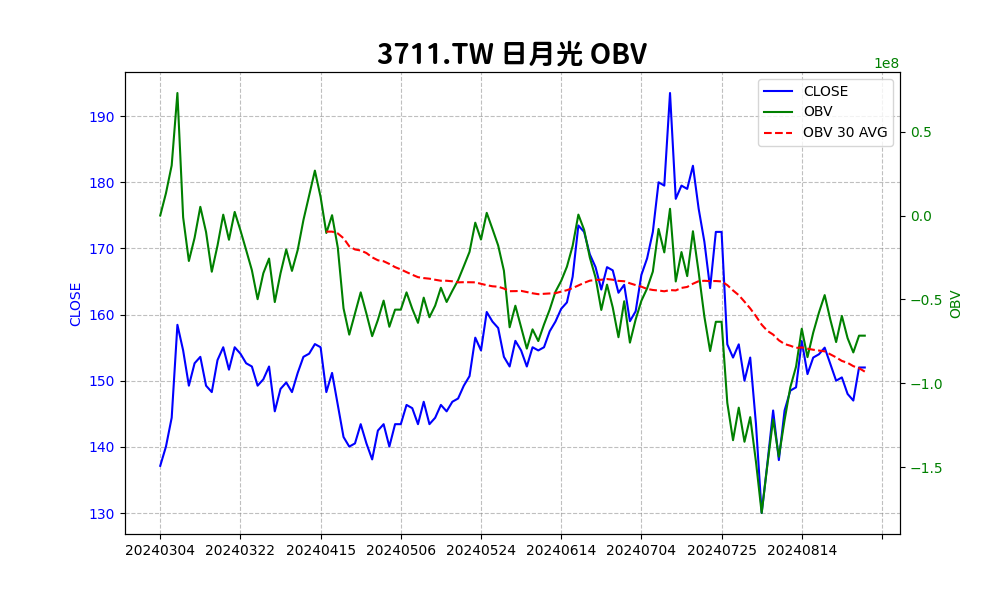 3711.TW 日月光 OBV
1e8
CLOSE
OBV
OBV 30 AVG
190
180
170
160
150
140
130
CLOSE
0.5
0.0
−0.5
−1.0
−1.5
OBV
20240304 20240322 20240415 20240506 20240524 20240614 20240704 20240725 20240814